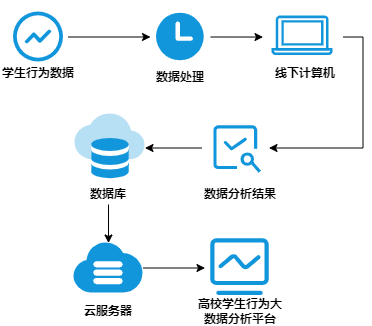 学生行为数据
数据处理
线下计算机
数据库
数据分析结果
云服务器
高校学生行为大
数据分析平台